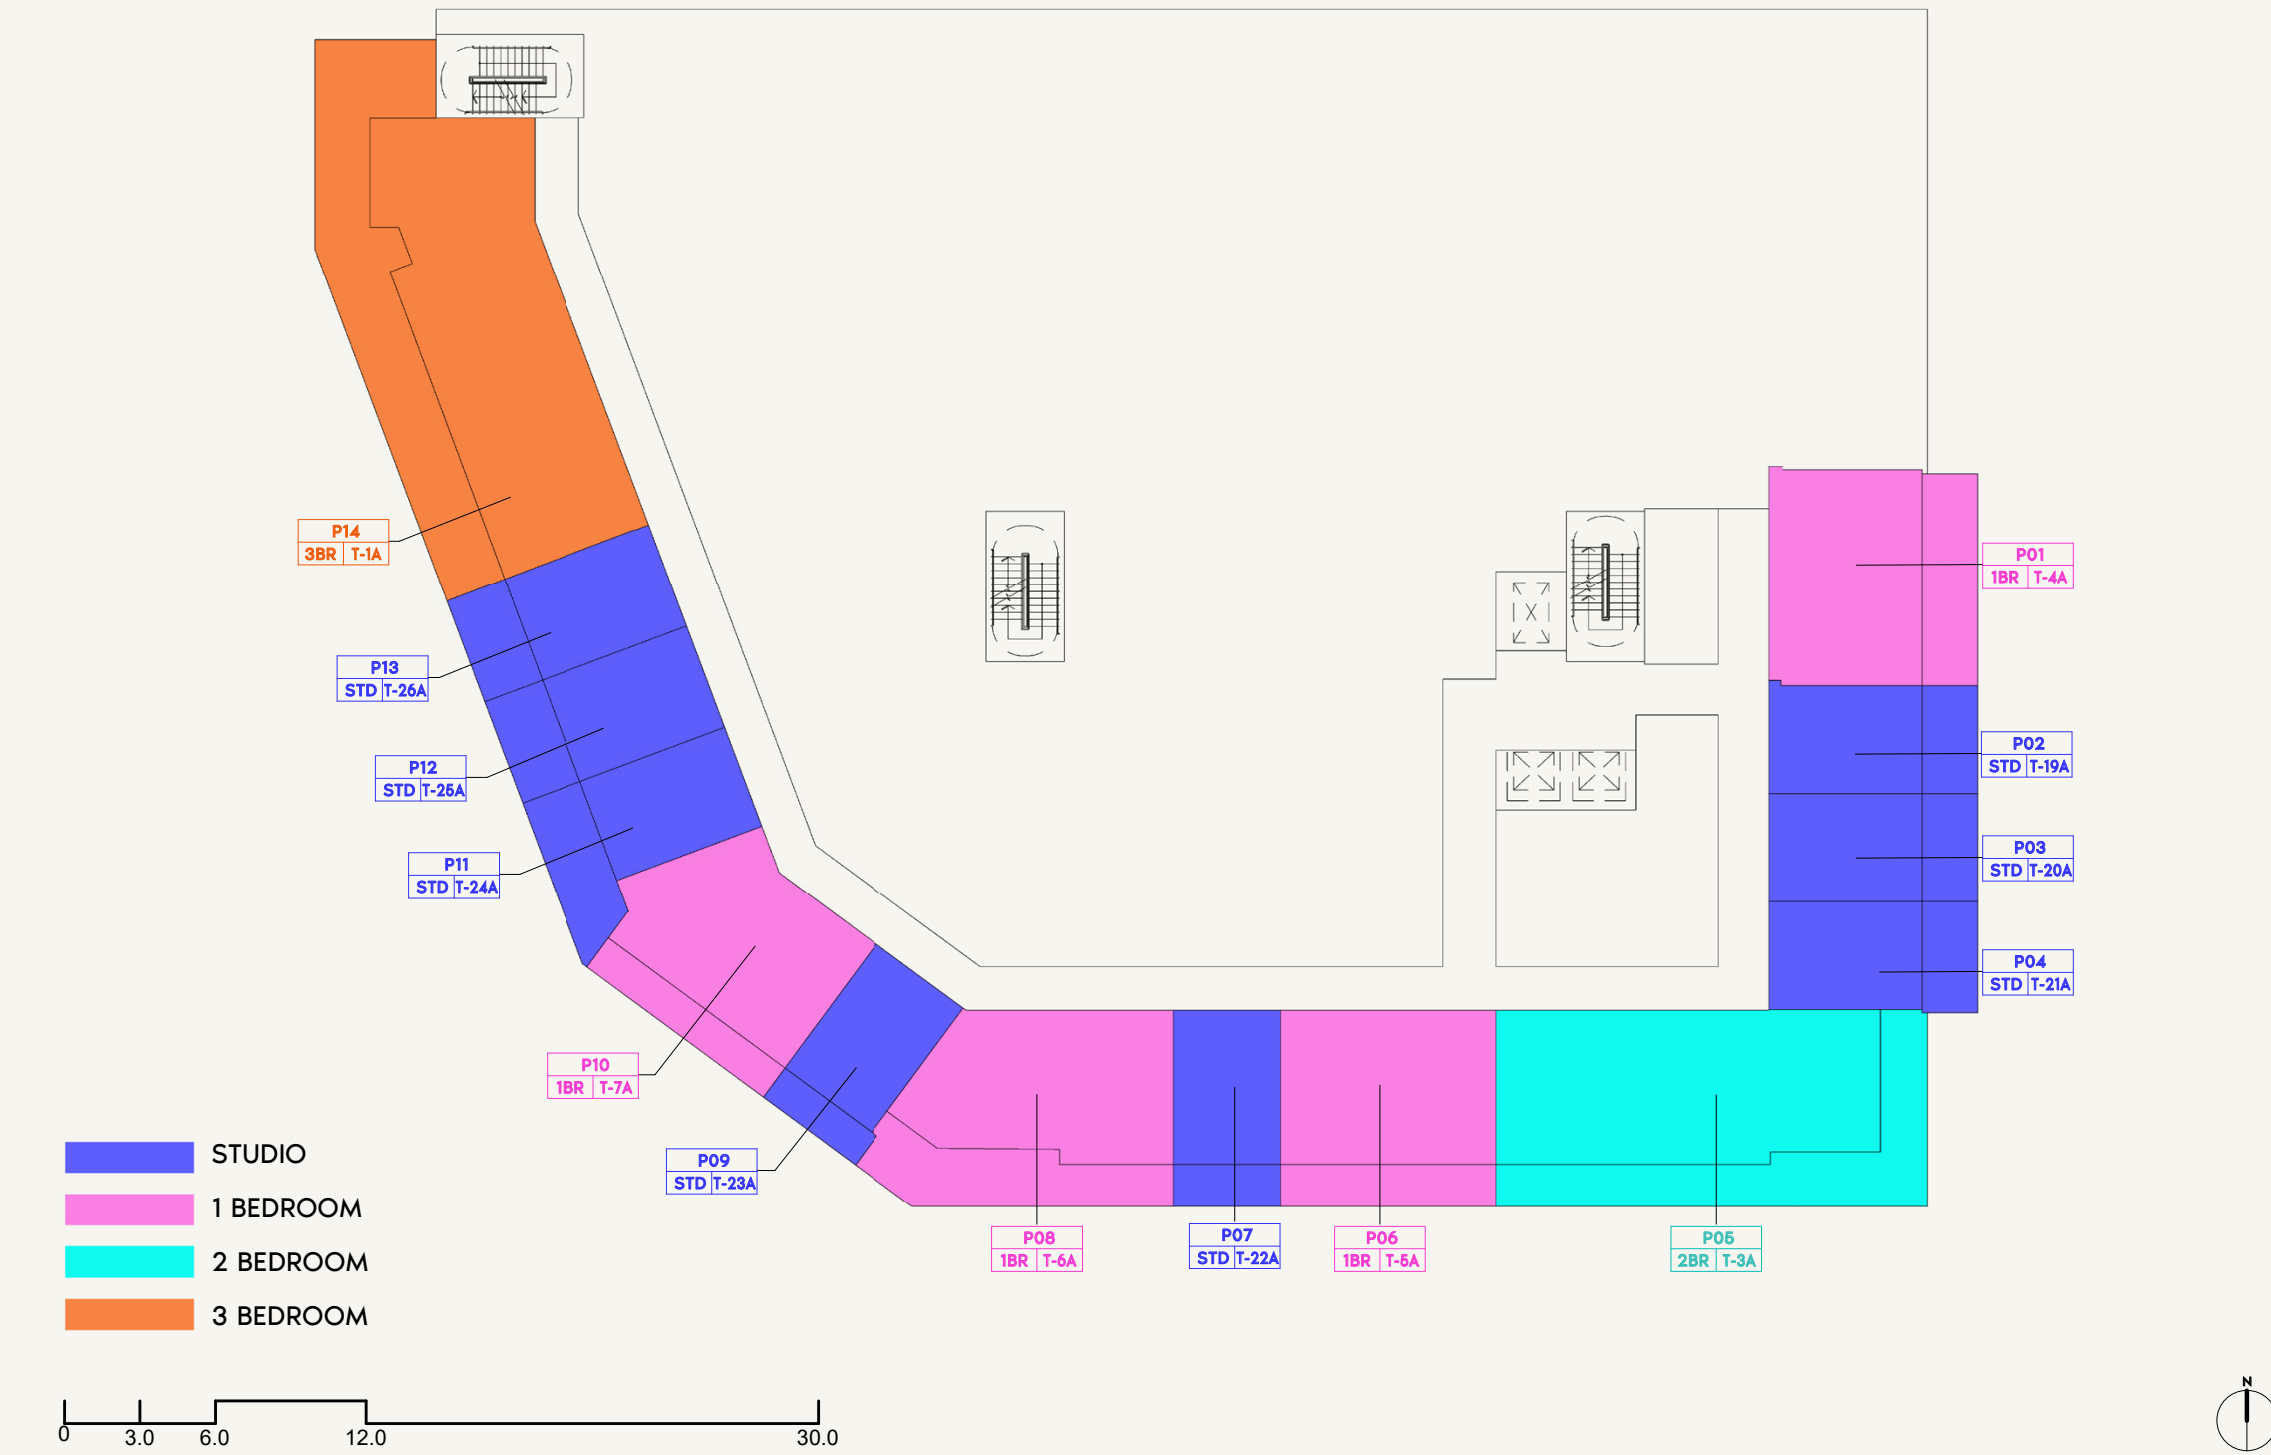 P14
3BR T-1A
P01
1BR T-4A
P13
STD T-26A
P02
STD T-19A
P12
STD T-25A
P03
STD T-20A
P11
STD T-24A
P04
STD T-21A
P10
1BR T-7A
P09
STD T-23A
P08
1BR T-6A
P07
STD T-22A
P06
1BR T-5A
P05
2BR T-3A
STUDIO
1 BEDROOM
2 BEDROOM
3 BEDROOM
0 3.0 6.0 12.0 30.0
N